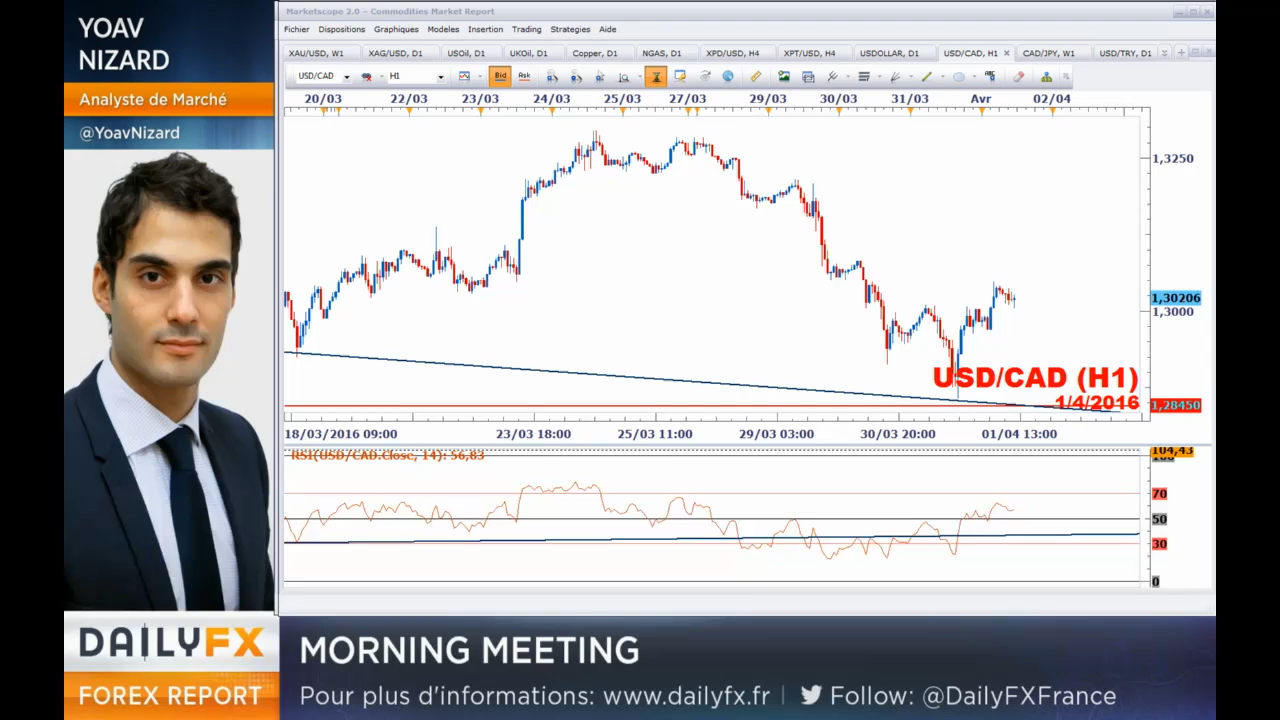 YOAV
NIZARD
Analyste de Marché
@YoavNizard
Marketscope 2.0 - Commodities Market Report
Fichier Dispositions Graphiques Modeles Insertion Trading Strategies Aide
XAU/USD, W1 XAG/USD, D1 USOil, D1 UKOil, D1 Copper, D1 NGAS, D1 XPD/USD, H4 XPT/USD, H4 USDOLLAR, D1 USD/CAD, H1 CAD/JPY, W1 USD/TRY, D1
USD/CAD H1 Bid Ask
20/03 22/03 23/03 24/03 25/03 27/03 29/03 30/03 31/03 Avr 02/04
1,3250
1,30206
1,3000
USD/CAD (H1)
1/4/2016
1,28450
18/03/2016 09:00 23/03 18:00 25/03 11:00 29/03 03:00 30/03 20:00 01/04 13:00
RSI(USD/CAD.Close, 14): 56,83
104,43
100
70
50
30
0
DAILYFX
FOREX REPORT
MORNING MEETING
Pour plus d'informations: www.dailyfx.fr | Follow: @DailyFXFrance